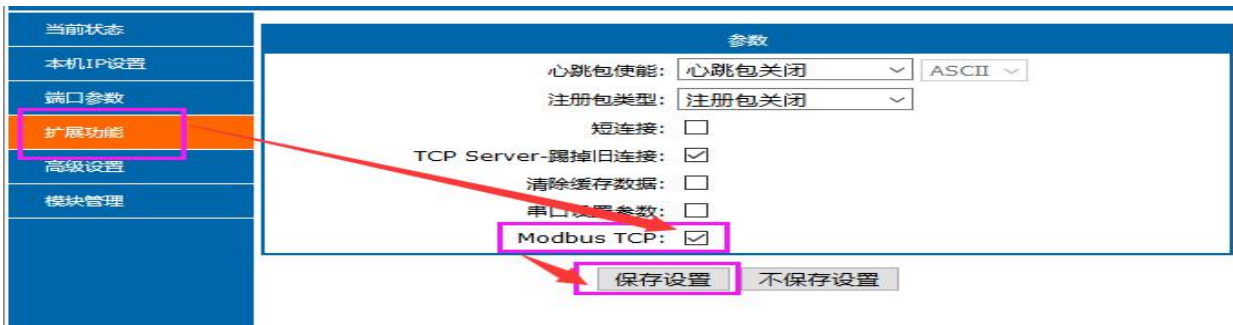 当前状态
本机IP设置
端口参数
扩展功能
高级设置
模块管理
参数
心跳包使能: 心跳包关闭 ASCII
注册包类型: 注册包关闭
短连接:
TCP Server-踢掉旧连接:
清除缓存数据:
串口设置参数:
Modbus TCP:
保存设置 不保存设置